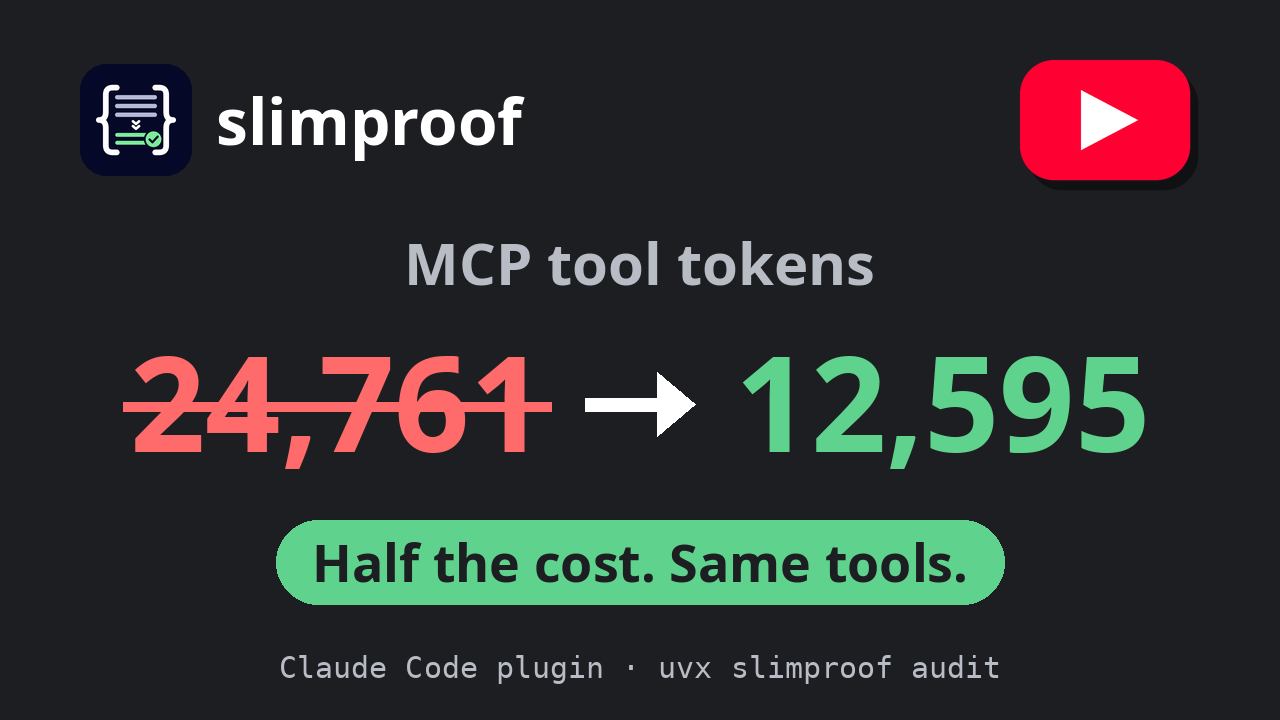 slimproof
MCP tool tokens
24,761 → 12,595
Half the cost. Same tools.
Claude Code plugin · uvx slimproof audit